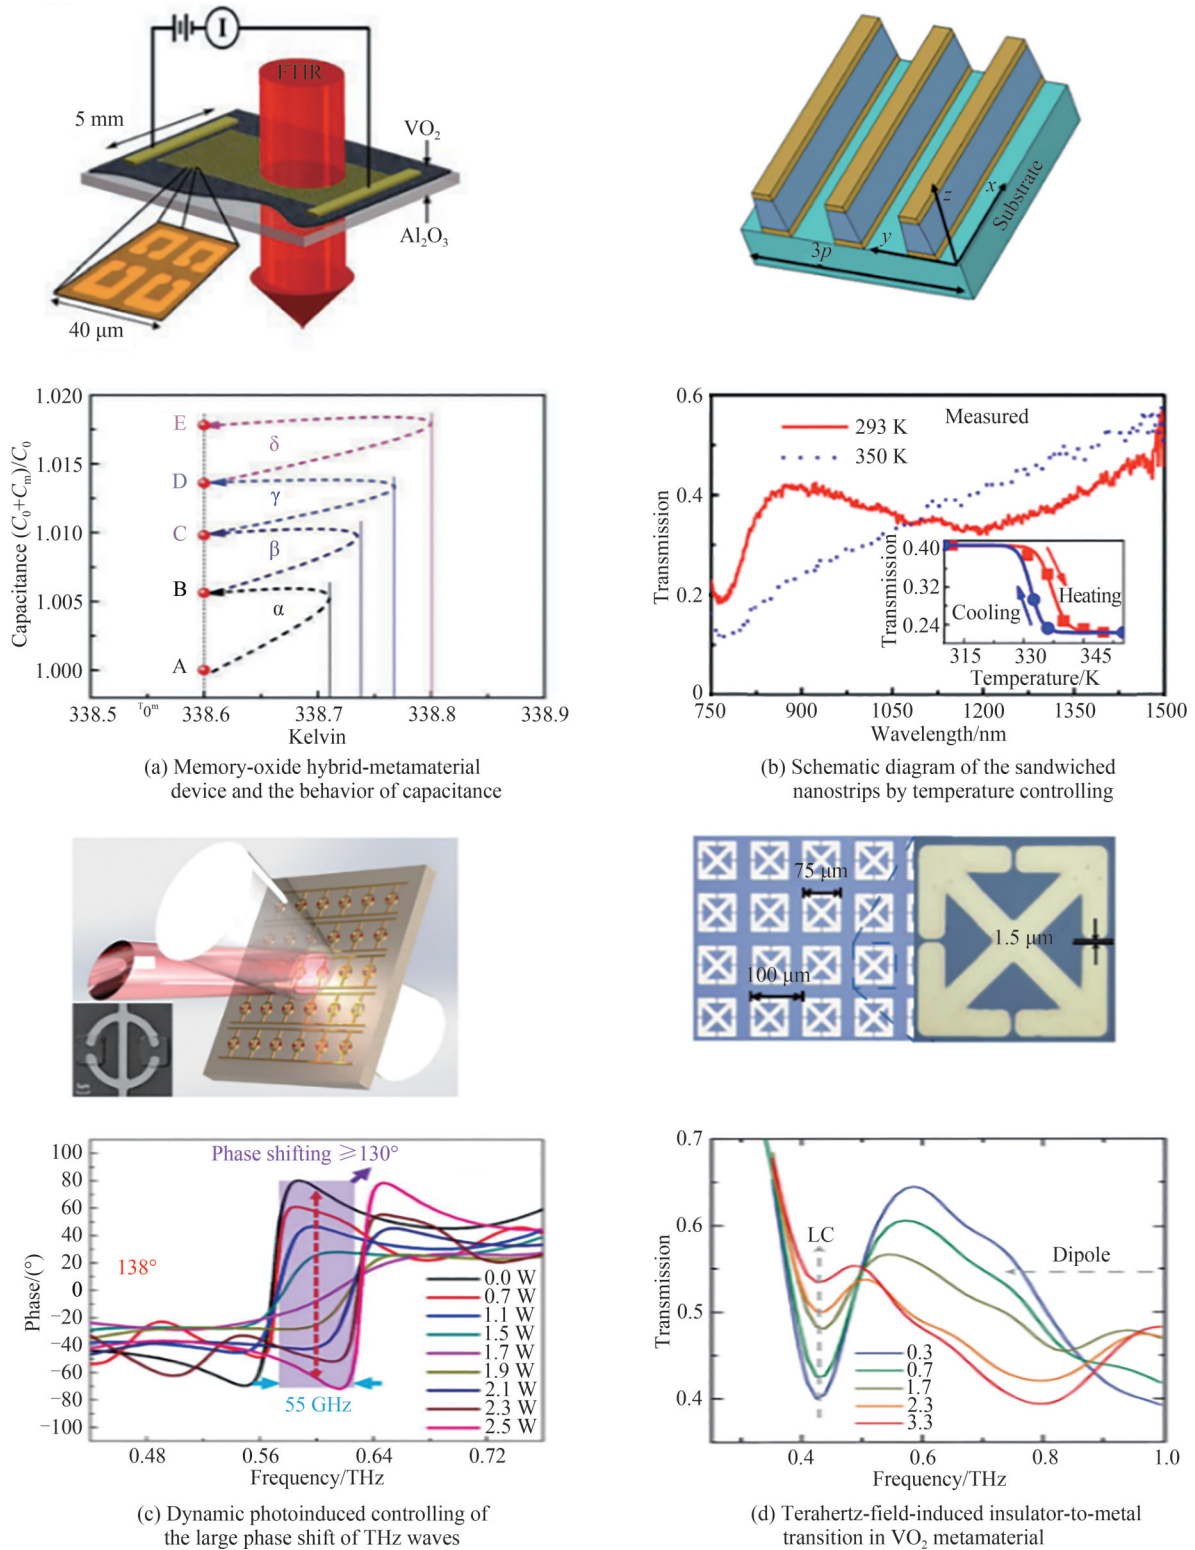 I
FTIR
5 mm
VO₂
Al₂O₃
40 μm
z
x
Substrate
y
3p
1.020
1.015
1.010
1.005
1.000
Capacitance (C₀+Cₘ)/C₀
E
D
C
B
A
δ
γ
β
α
338.5
T₀ᵐ
338.6
338.7
338.8
338.9
Kelvin
(a) Memory-oxide hybrid-metamaterial
device and the behavior of capacitance
0.6
0.4
0.2
0
Transmission
Measured
293 K
350 K
0.40
0.32
0.24
Transmission
Cooling
Heating
315
330
345
Temperature/K
750
900
1050
1200
1350
1500
Wavelength/nm
(b) Schematic diagram of the sandwiched
nanostrips by temperature controlling
75 μm
100 μm
1.5 μm
100
80
60
40
20
0
−20
−40
−60
−80
−100
Phase/(°)
Phase shifting ⩾130°
138°
55 GHz
0.0 W
0.7 W
1.1 W
1.5 W
1.7 W
1.9 W
2.1 W
2.3 W
2.5 W
0.48
0.56
0.64
0.72
Frequency/THz
(c) Dynamic photoinduced controlling of
the large phase shift of THz waves
0.7
0.6
0.5
0.4
Transmission
LC
Dipole
0.3
0.7
1.7
2.3
3.3
0.4
0.6
0.8
1.0
Frequency/THz
(d) Terahertz-field-induced insulator-to-metal
transition in VO₂ metamaterial